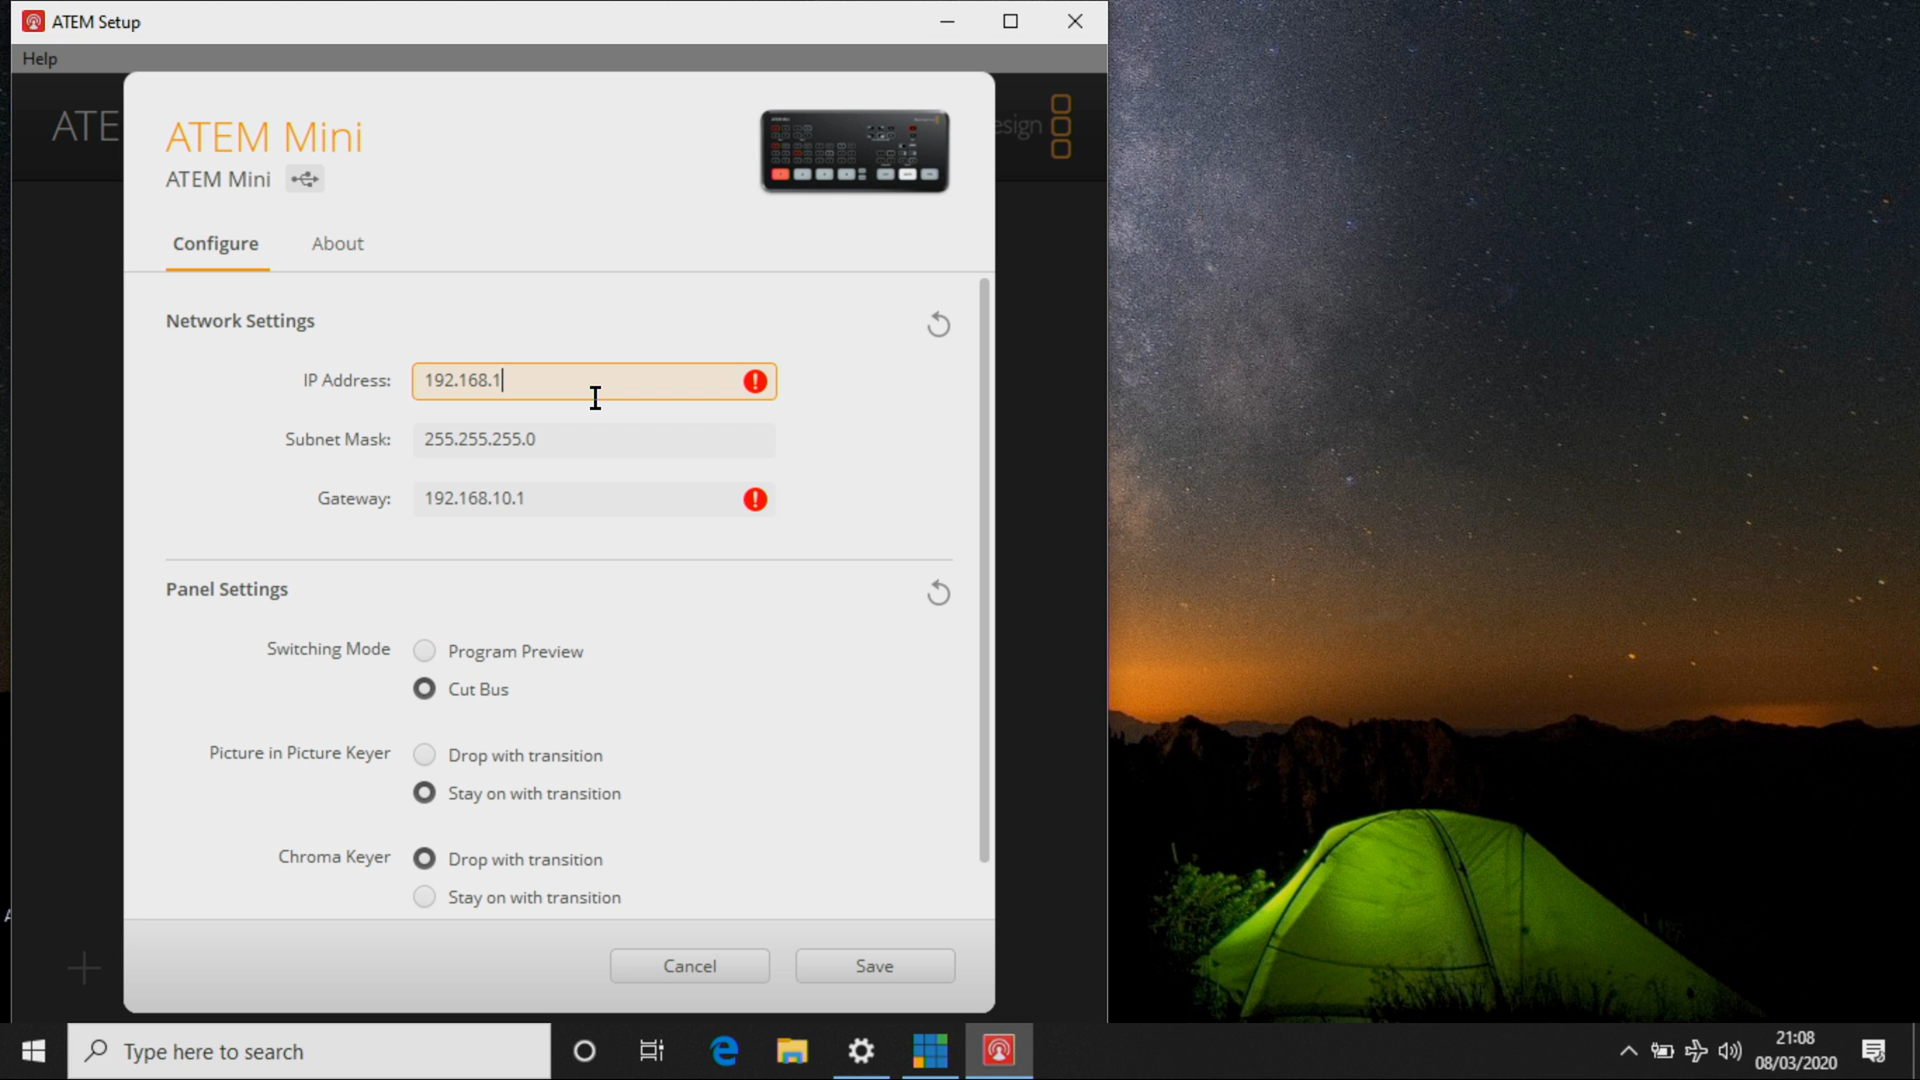 ATEM Setup
Help
ATE
esign
ATEM Mini
ATEM Mini
Configure
About
Network Settings
IP Address:
192.168.1
Subnet Mask:
255.255.255.0
Gateway:
192.168.10.1
Panel Settings
Switching Mode
Program Preview
Cut Bus
Picture in Picture Keyer
Drop with transition
Stay on with transition
Chroma Keyer
Drop with transition
Stay on with transition
Cancel
Save
Type here to search
21:08
08/03/2020